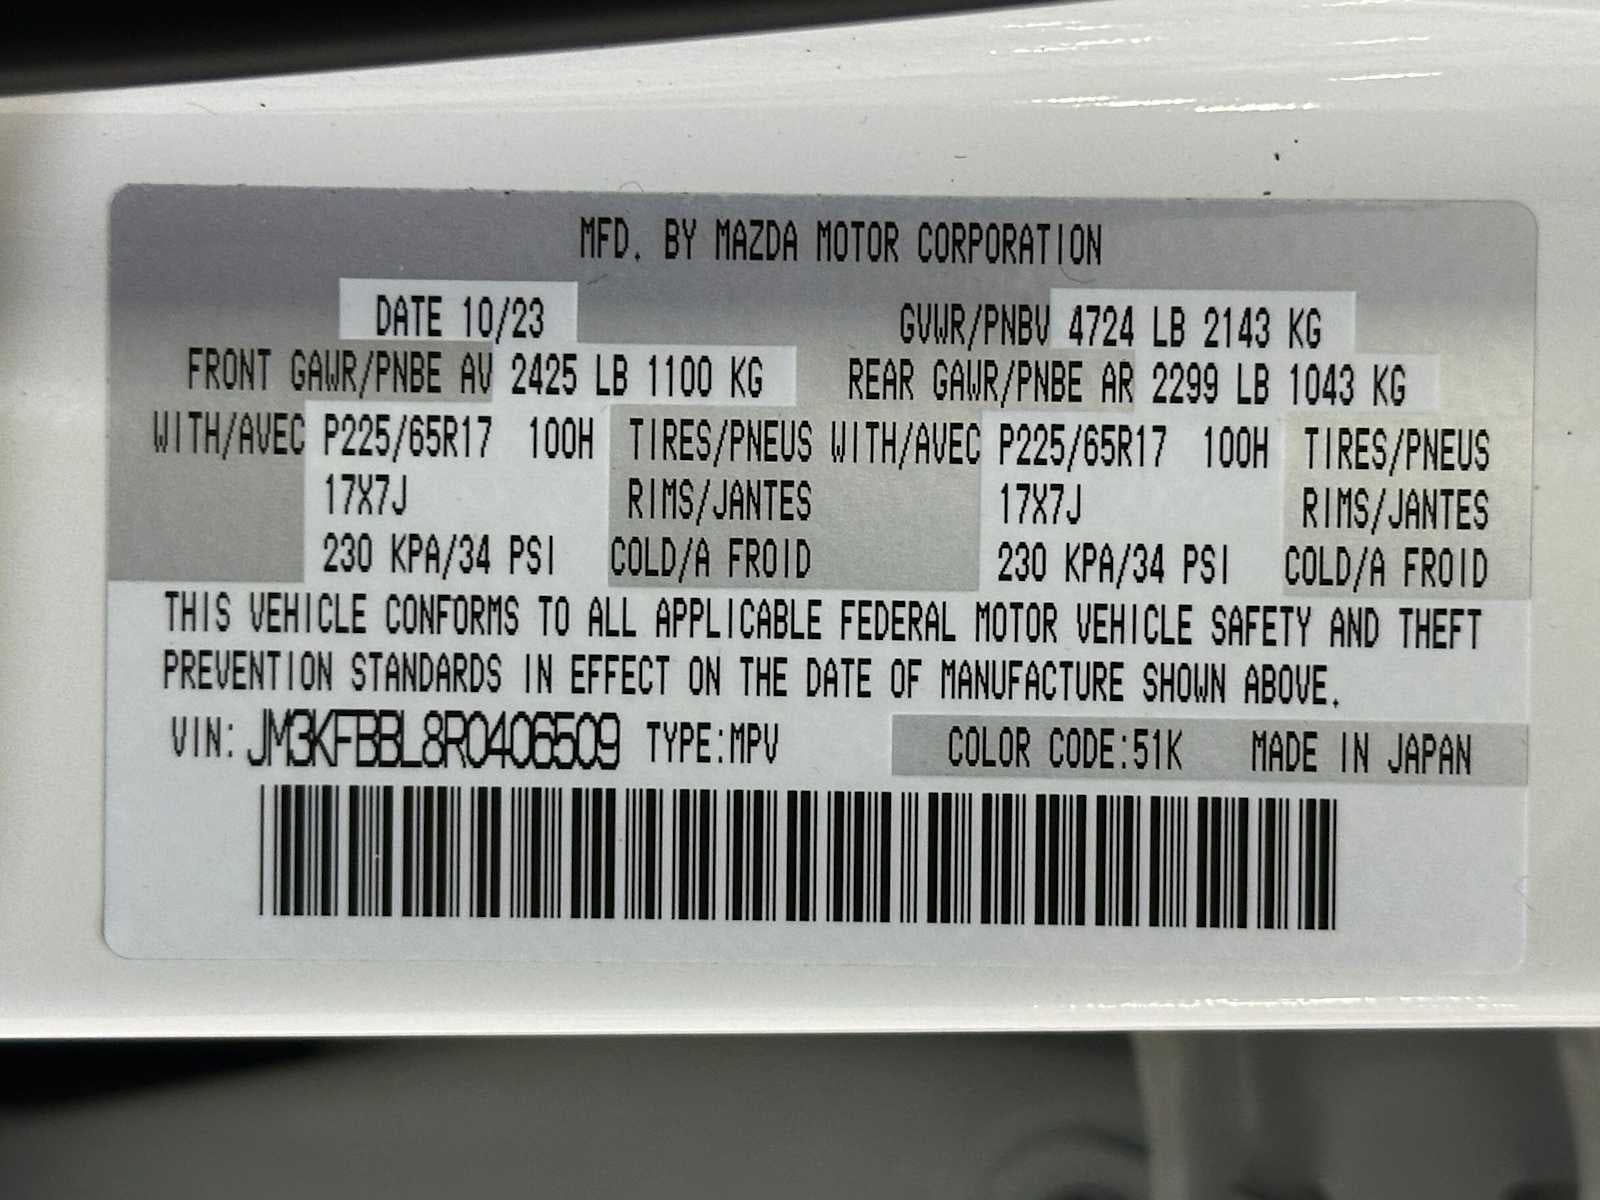 MFD. BY MAZDA MOTOR CORPORATION
DATE 10/23 GVWR/PNBV 4724 LB 2143 KG
FRONT GAWR/PNBE AV 2425 LB 1100 KG REAR GAWR/PNBE AR 2299 LB 1043 KG
WITH/AVEC P225/65R17 100H TIRES/PNEUS WITH/AVEC P225/65R17 100H TIRES/PNEUS
17X7J RIMS/JANTES 17X7J RIMS/JANTES
230 KPA/34 PSI COLD/A FROID 230 KPA/34 PSI COLD/A FROID
THIS VEHICLE CONFORMS TO ALL APPLICABLE FEDERAL MOTOR VEHICLE SAFETY AND THEFT
PREVENTION STANDARDS IN EFFECT ON THE DATE OF MANUFACTURE SHOWN ABOVE.
VIN: JM3KFBBL8R0406509 TYPE:MPV COLOR CODE:51K MADE IN JAPAN